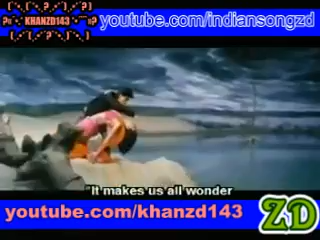 youtube.com/indiansongzd
KHANZD143
"It makes us all wonder
youtube.com/khanzd143
ZD